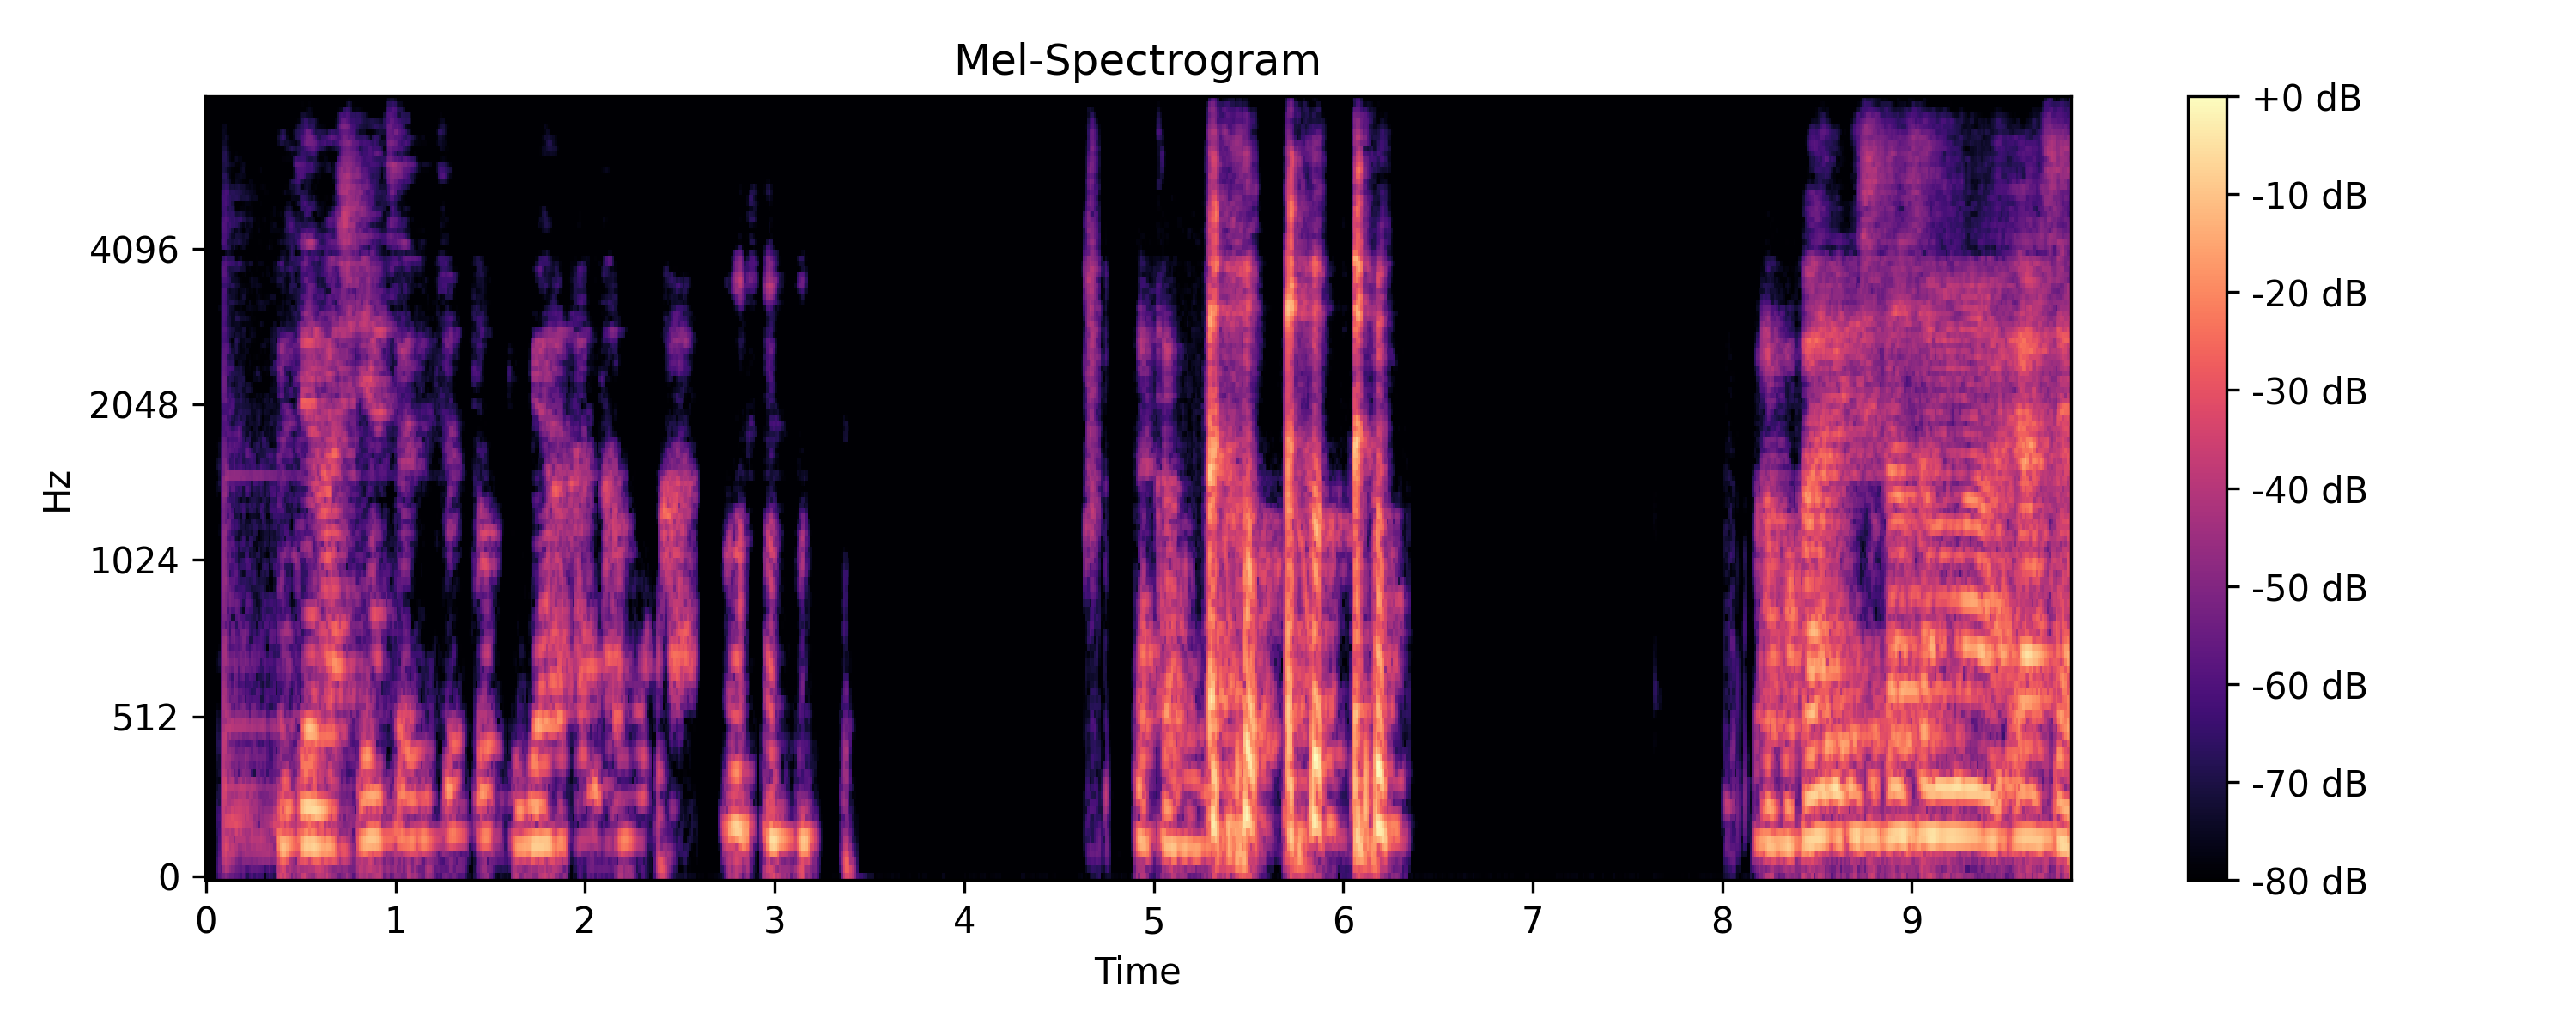 Mel-Spectrogram
+0 dB
-10 dB
-20 dB
-30 dB
-40 dB
-50 dB
-60 dB
-70 dB
-80 dB
Hz
4096
2048
1024
512
0
0 1 2 3 4 5 6 7 8 9
Time